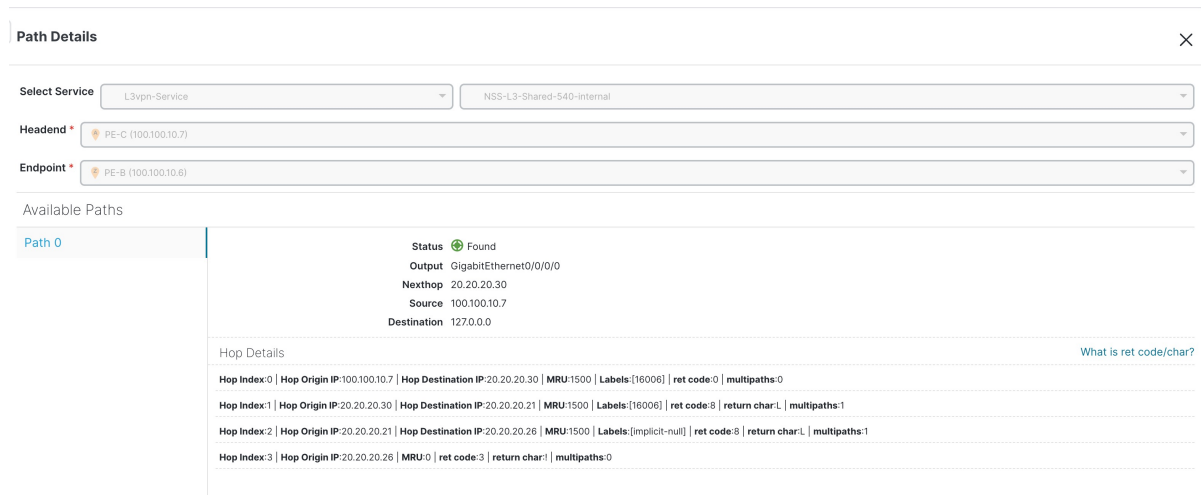 Path Details
Select Service L3vpn-Service NSS-L3-Shared-540-internal
Headend * PE-C (100.100.10.7)
Endpoint * PE-B (100.100.10.6)
Available Paths
Path 0
Status Found
Output GigabitEthernet0/0/0/0
Nexthop 20.20.20.30
Source 100.100.10.7
Destination 127.0.0.0
Hop Details What is ret code/char?
Hop Index:0 | Hop Origin IP:100.100.10.7 | Hop Destination IP:20.20.20.30 | MRU:1500 | Labels:[16006] | ret code:0 | multipaths:0
Hop Index:1 | Hop Origin IP:20.20.20.30 | Hop Destination IP:20.20.20.21 | MRU:1500 | Labels:[16006] | ret code:8 | return char:L | multipaths:1
Hop Index:2 | Hop Origin IP:20.20.20.21 | Hop Destination IP:20.20.20.26 | MRU:1500 | Labels:[implicit-null] | ret code:8 | return char:L | multipaths:1
Hop Index:3 | Hop Origin IP:20.20.20.26 | MRU:0 | ret code:3 | return char:! | multipaths:0